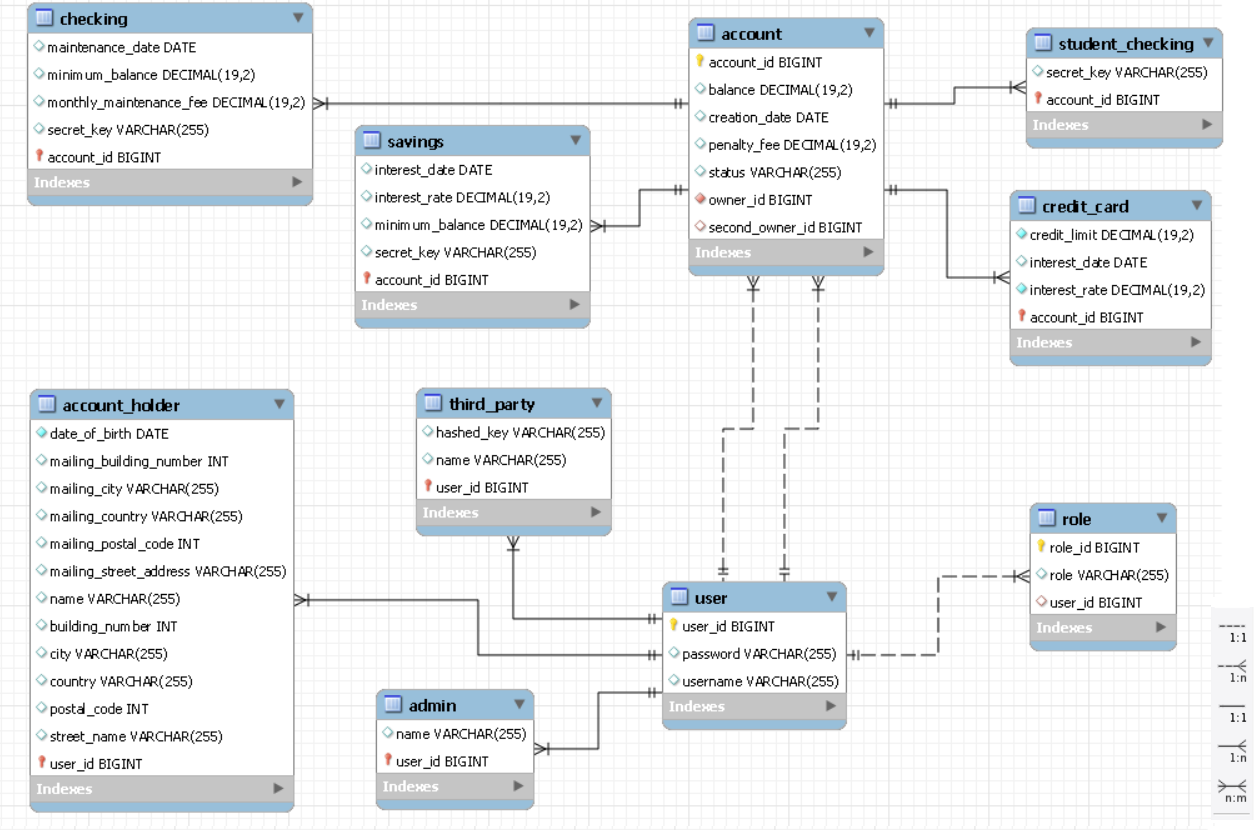 checking
maintenance_date DATE
minimum_balance DECIMAL(19,2)
monthly_maintenance_fee DECIMAL(19,2)
secret_key VARCHAR(255)
account_id BIGINT
Indexes
savings
interest_date DATE
interest_rate DECIMAL(19,2)
minimum_balance DECIMAL(19,2)
secret_key VARCHAR(255)
account_id BIGINT
Indexes
account
account_id BIGINT
balance DECIMAL(19,2)
creation_date DATE
penalty_fee DECIMAL(19,2)
status VARCHAR(255)
owner_id BIGINT
second_owner_id BIGINT
Indexes
student_checking
secret_key VARCHAR(255)
account_id BIGINT
Indexes
credit_card
credit_limit DECIMAL(19,2)
interest_date DATE
interest_rate DECIMAL(19,2)
account_id BIGINT
Indexes
account_holder
date_of_birth DATE
mailing_building_number INT
mailing_city VARCHAR(255)
mailing_country VARCHAR(255)
mailing_postal_code INT
mailing_street_address VARCHAR(255)
name VARCHAR(255)
building_number INT
city VARCHAR(255)
country VARCHAR(255)
postal_code INT
street_name VARCHAR(255)
user_id BIGINT
Indexes
third_party
hashed_key VARCHAR(255)
name VARCHAR(255)
user_id BIGINT
Indexes
admin
name VARCHAR(255)
user_id BIGINT
Indexes
user
user_id BIGINT
password VARCHAR(255)
username VARCHAR(255)
Indexes
role
role_id BIGINT
role VARCHAR(255)
user_id BIGINT
Indexes
1:1
1:n
1:1
1:n
n:m